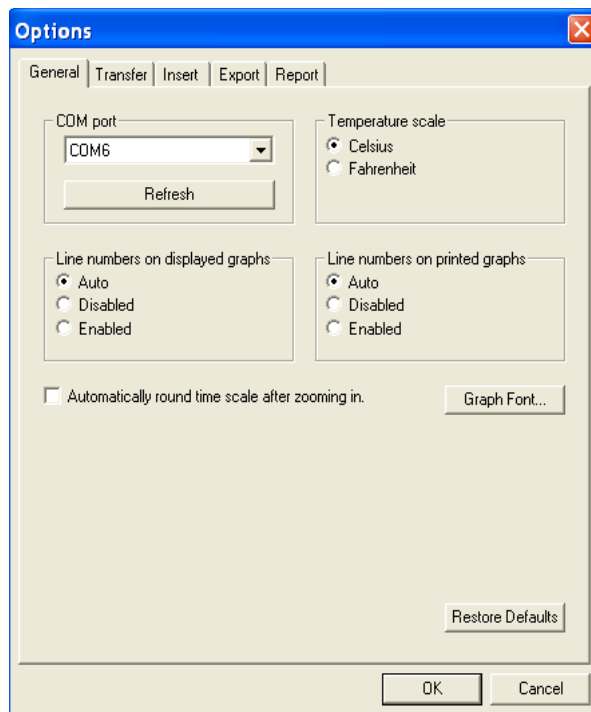 Options
General Transfer Insert Export Report
COM port
COM6
Refresh
Temperature scale
Celsius
Fahrenheit
Line numbers on displayed graphs
Auto
Disabled
Enabled
Line numbers on printed graphs
Auto
Disabled
Enabled
Automatically round time scale after zooming in.
Graph Font...
Restore Defaults
OK Cancel